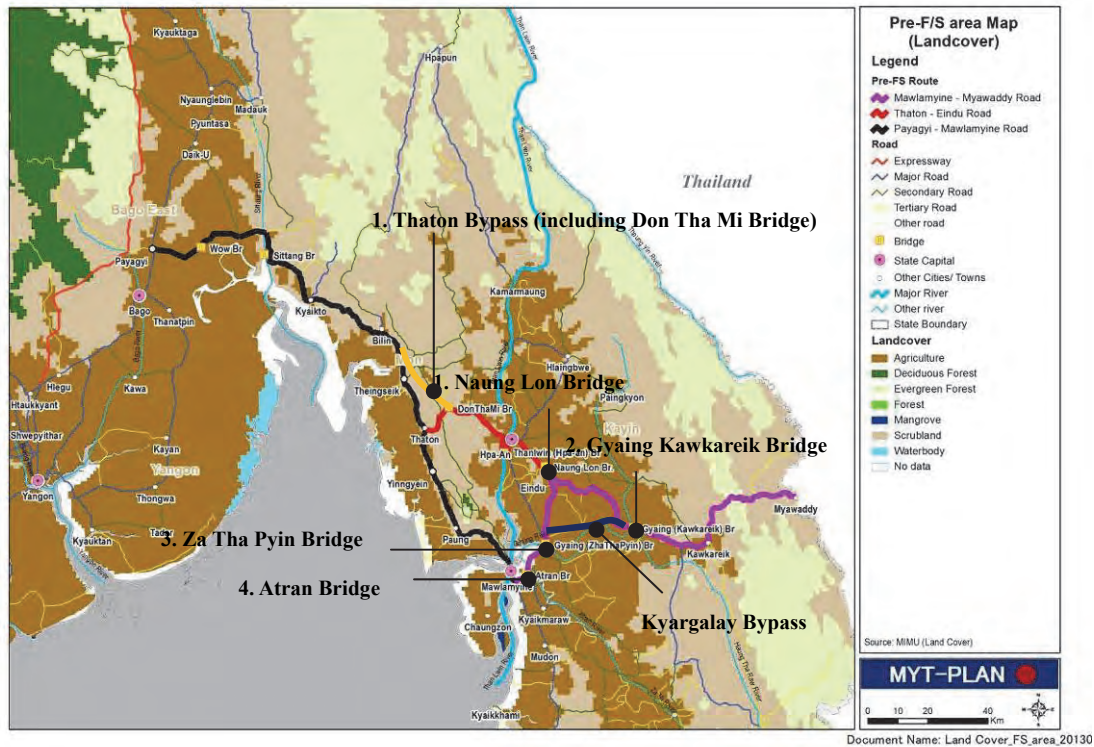 Pre-F/S area Map
(Landcover)
Legend
Pre-FS Route
Mawlamyine - Myawaddy Road
Thaton - Eindu Road
Payagyi - Mawlamyine Road
Road
Expressway
Major Road
Secondary Road
Tertiary Road
Other road
Bridge
State Capital
Other Cities/ Towns
Major River
Other river
State Boundary
Landcover
Agriculture
Deciduous Forest
Evergreen Forest
Forest
Mangrove
Scrubland
Waterbody
No data
Source: MIMU (Land Cover)
MYT-PLAN
0 10 20 40
Km
Document Name: Land Cover_FS_area_20130
Kyauktaga
Hpapun
Nyaunglebin
Madauk
Pyuntasa
Daik-U
Thailand
Bago East
1. Thaton Bypass (including Don Tha Mi Bridge)
Wow Br
Payagyi
Sittang Br
Kamarmaung
Bago
Kyaikto
Thanatpin
Bilin
Mon
Hlaingbwe
Hlegu
Kawa
Theingseik
1. Naung Lon Bridge
Paingkyon
Htaukkyant
DonThaMi Br
Kayin
Shwepyithar
Thaton
2. Gyaing Kawkareik Bridge
Hpa-An
Thanlwin (Hpa-an) Br
Kayan
Yangon
Naung Lon Br.
Yangon
Yinngyein
Eindu
Thongwa
Myawaddy
Kyauktan
Tada
Paung
Gyaing (Kawkareik) Br
3. Za Tha Pyin Bridge
Gyaing (ZhaThaPyin) Br
Kawkareik
4. Atran Bridge
Atran Br
Mawlamyine
Kyaikmaraw
Kyargalay Bypass
Chaungzon
Mudon
Kyaikkhami